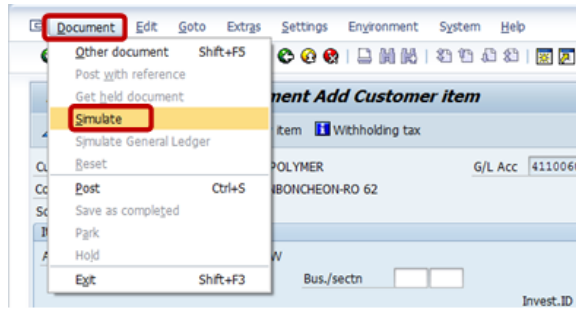 Document Edit Goto Extras Settings Environment System Help
Other document Shift+F5
Post with reference
Get held document
ment Add Customer item
Simulate
item Withholding tax
Simulate General Ledger
Reset
POLYMER G/L Acc 4110060
Post Ctrl+S
NBONCHEON-RO 62
Save as completed
Park
Hold
Exit Shift+F3
Bus./sectn
Invest.ID